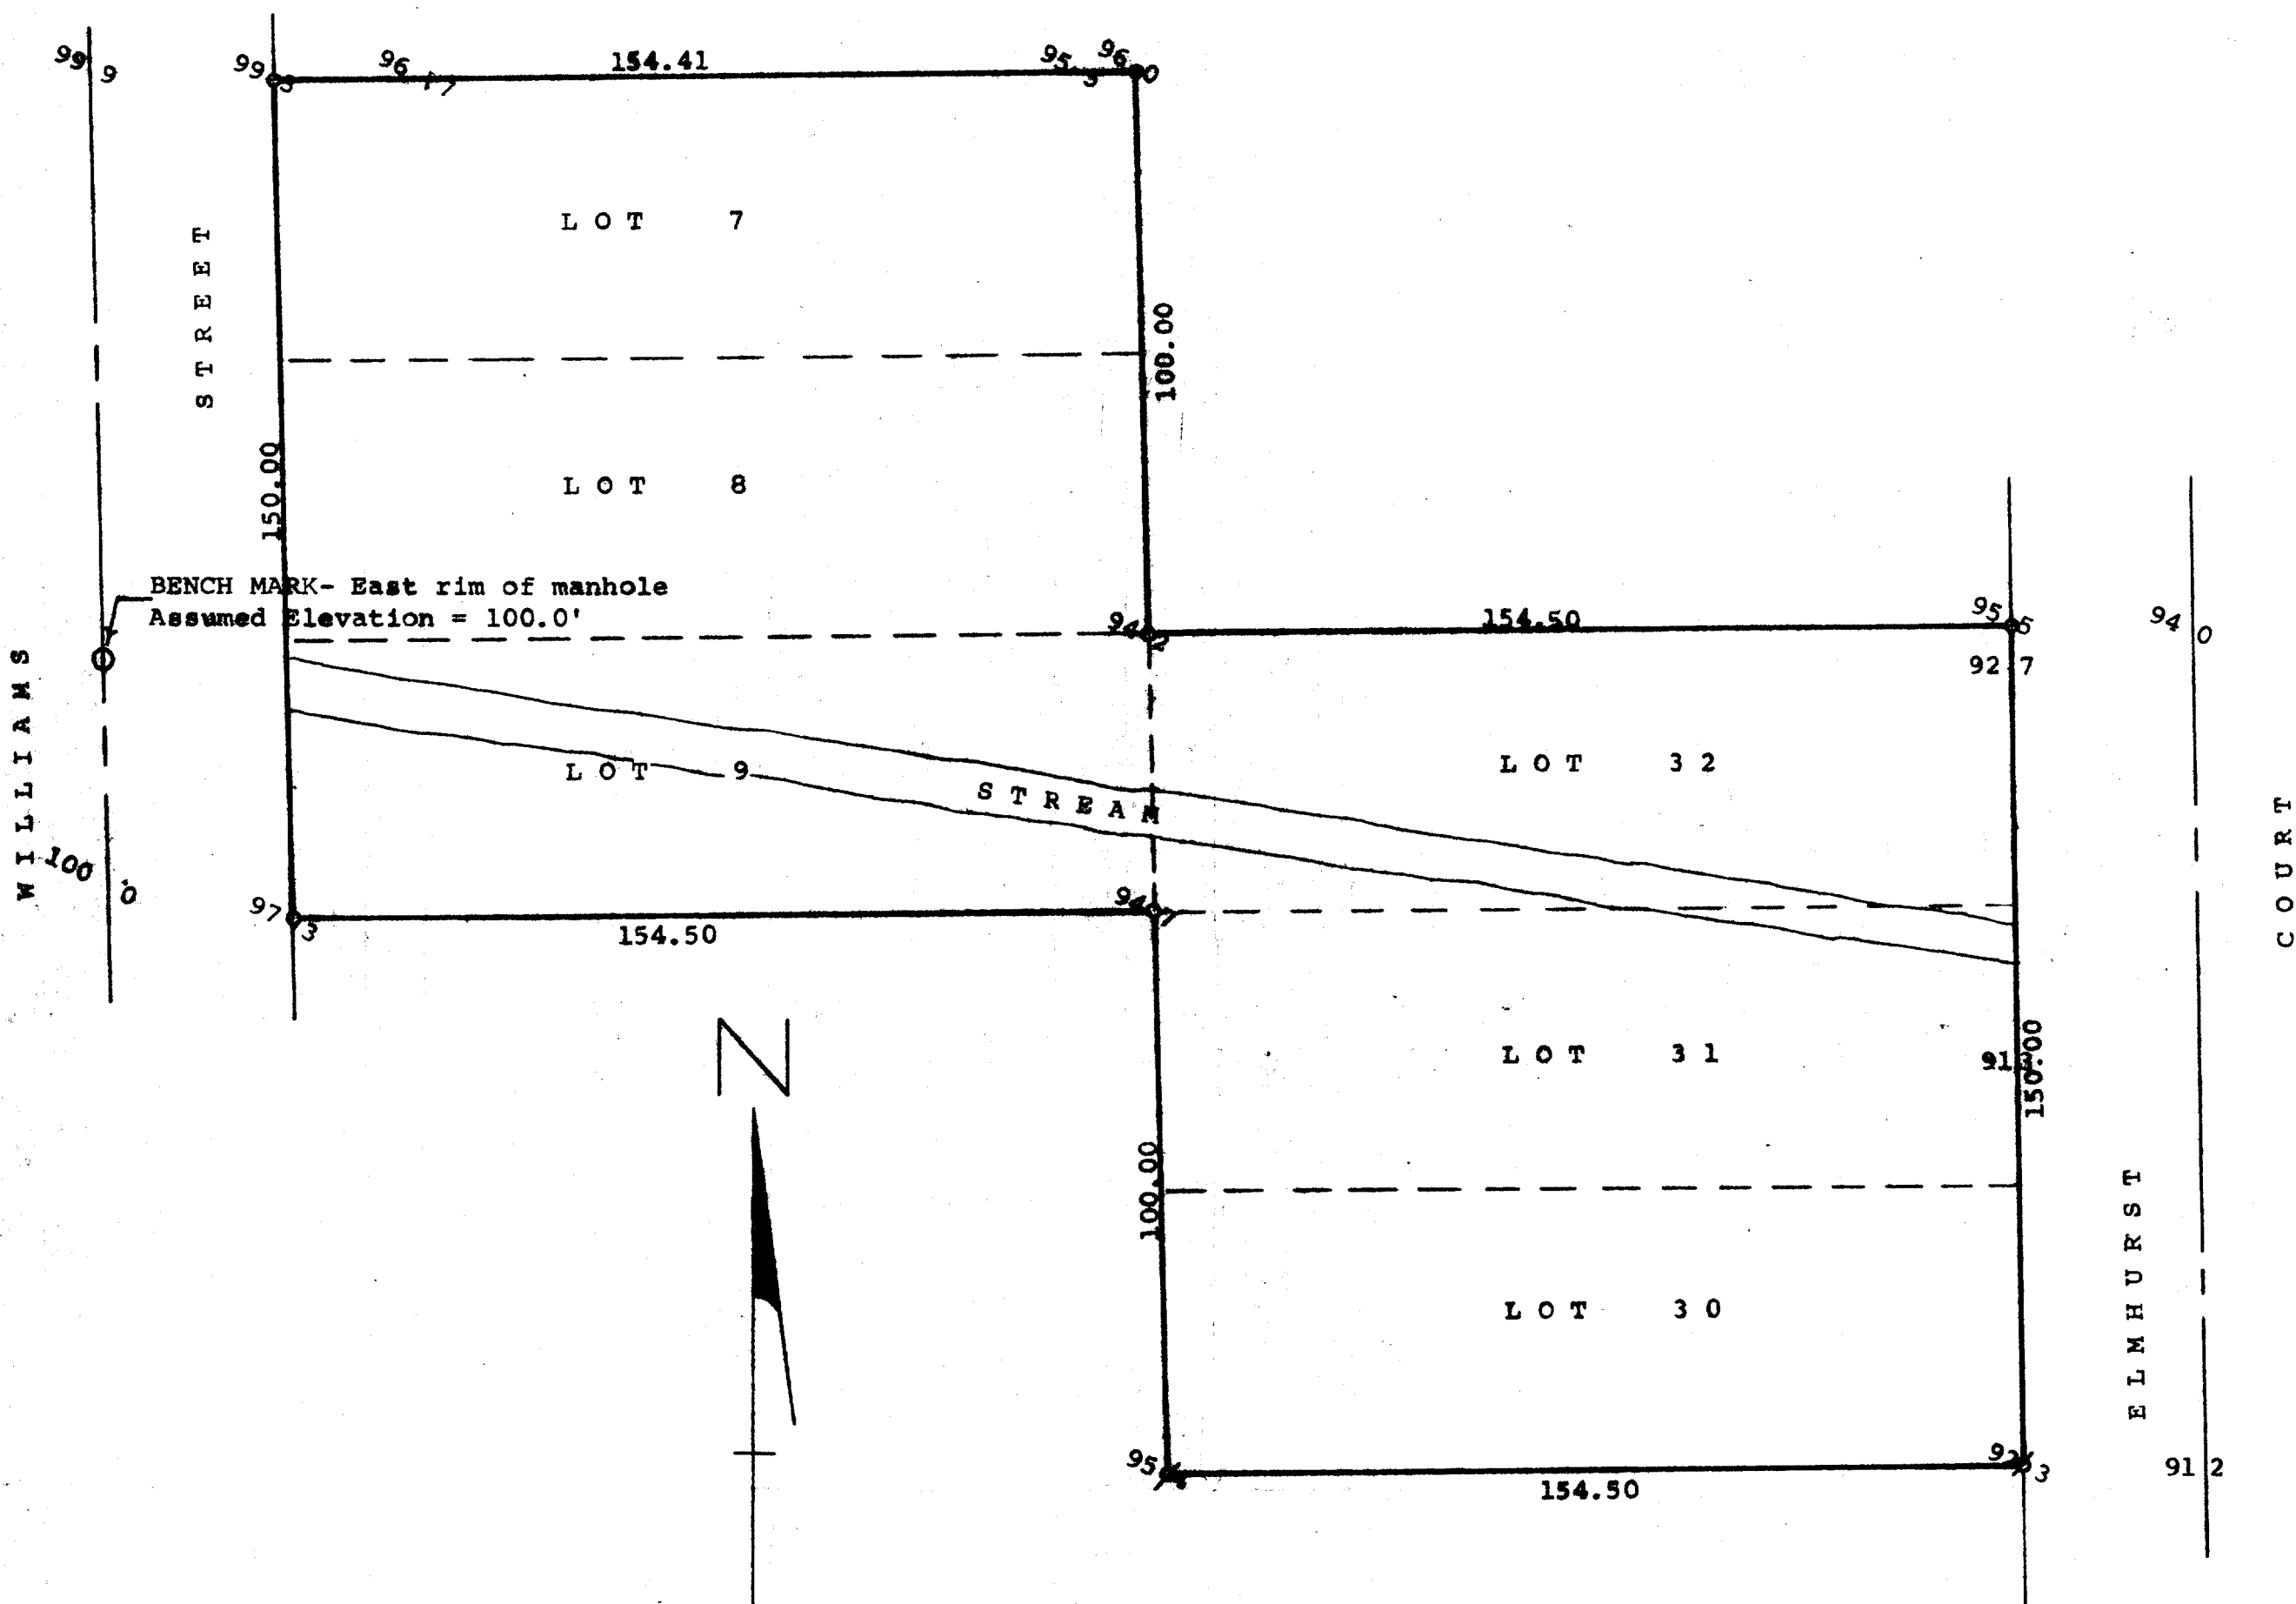 99 9
99
96
154.41
95.3
96 0
LOT 7
STREET
100.00
LOT 8
150.00
BENCH MARK- East rim of manhole
Assumed Elevation = 100.0'
94 2
154.50
95 6
94 0
92 7
WILLIAMS
LOT 9
STREAM
LOT 32
COURT
100.0
97 3
154.50
94
N
LOT 31
91
150.00
100.00
ELMHURST
LOT 30
95
154.50
92 3
91 2